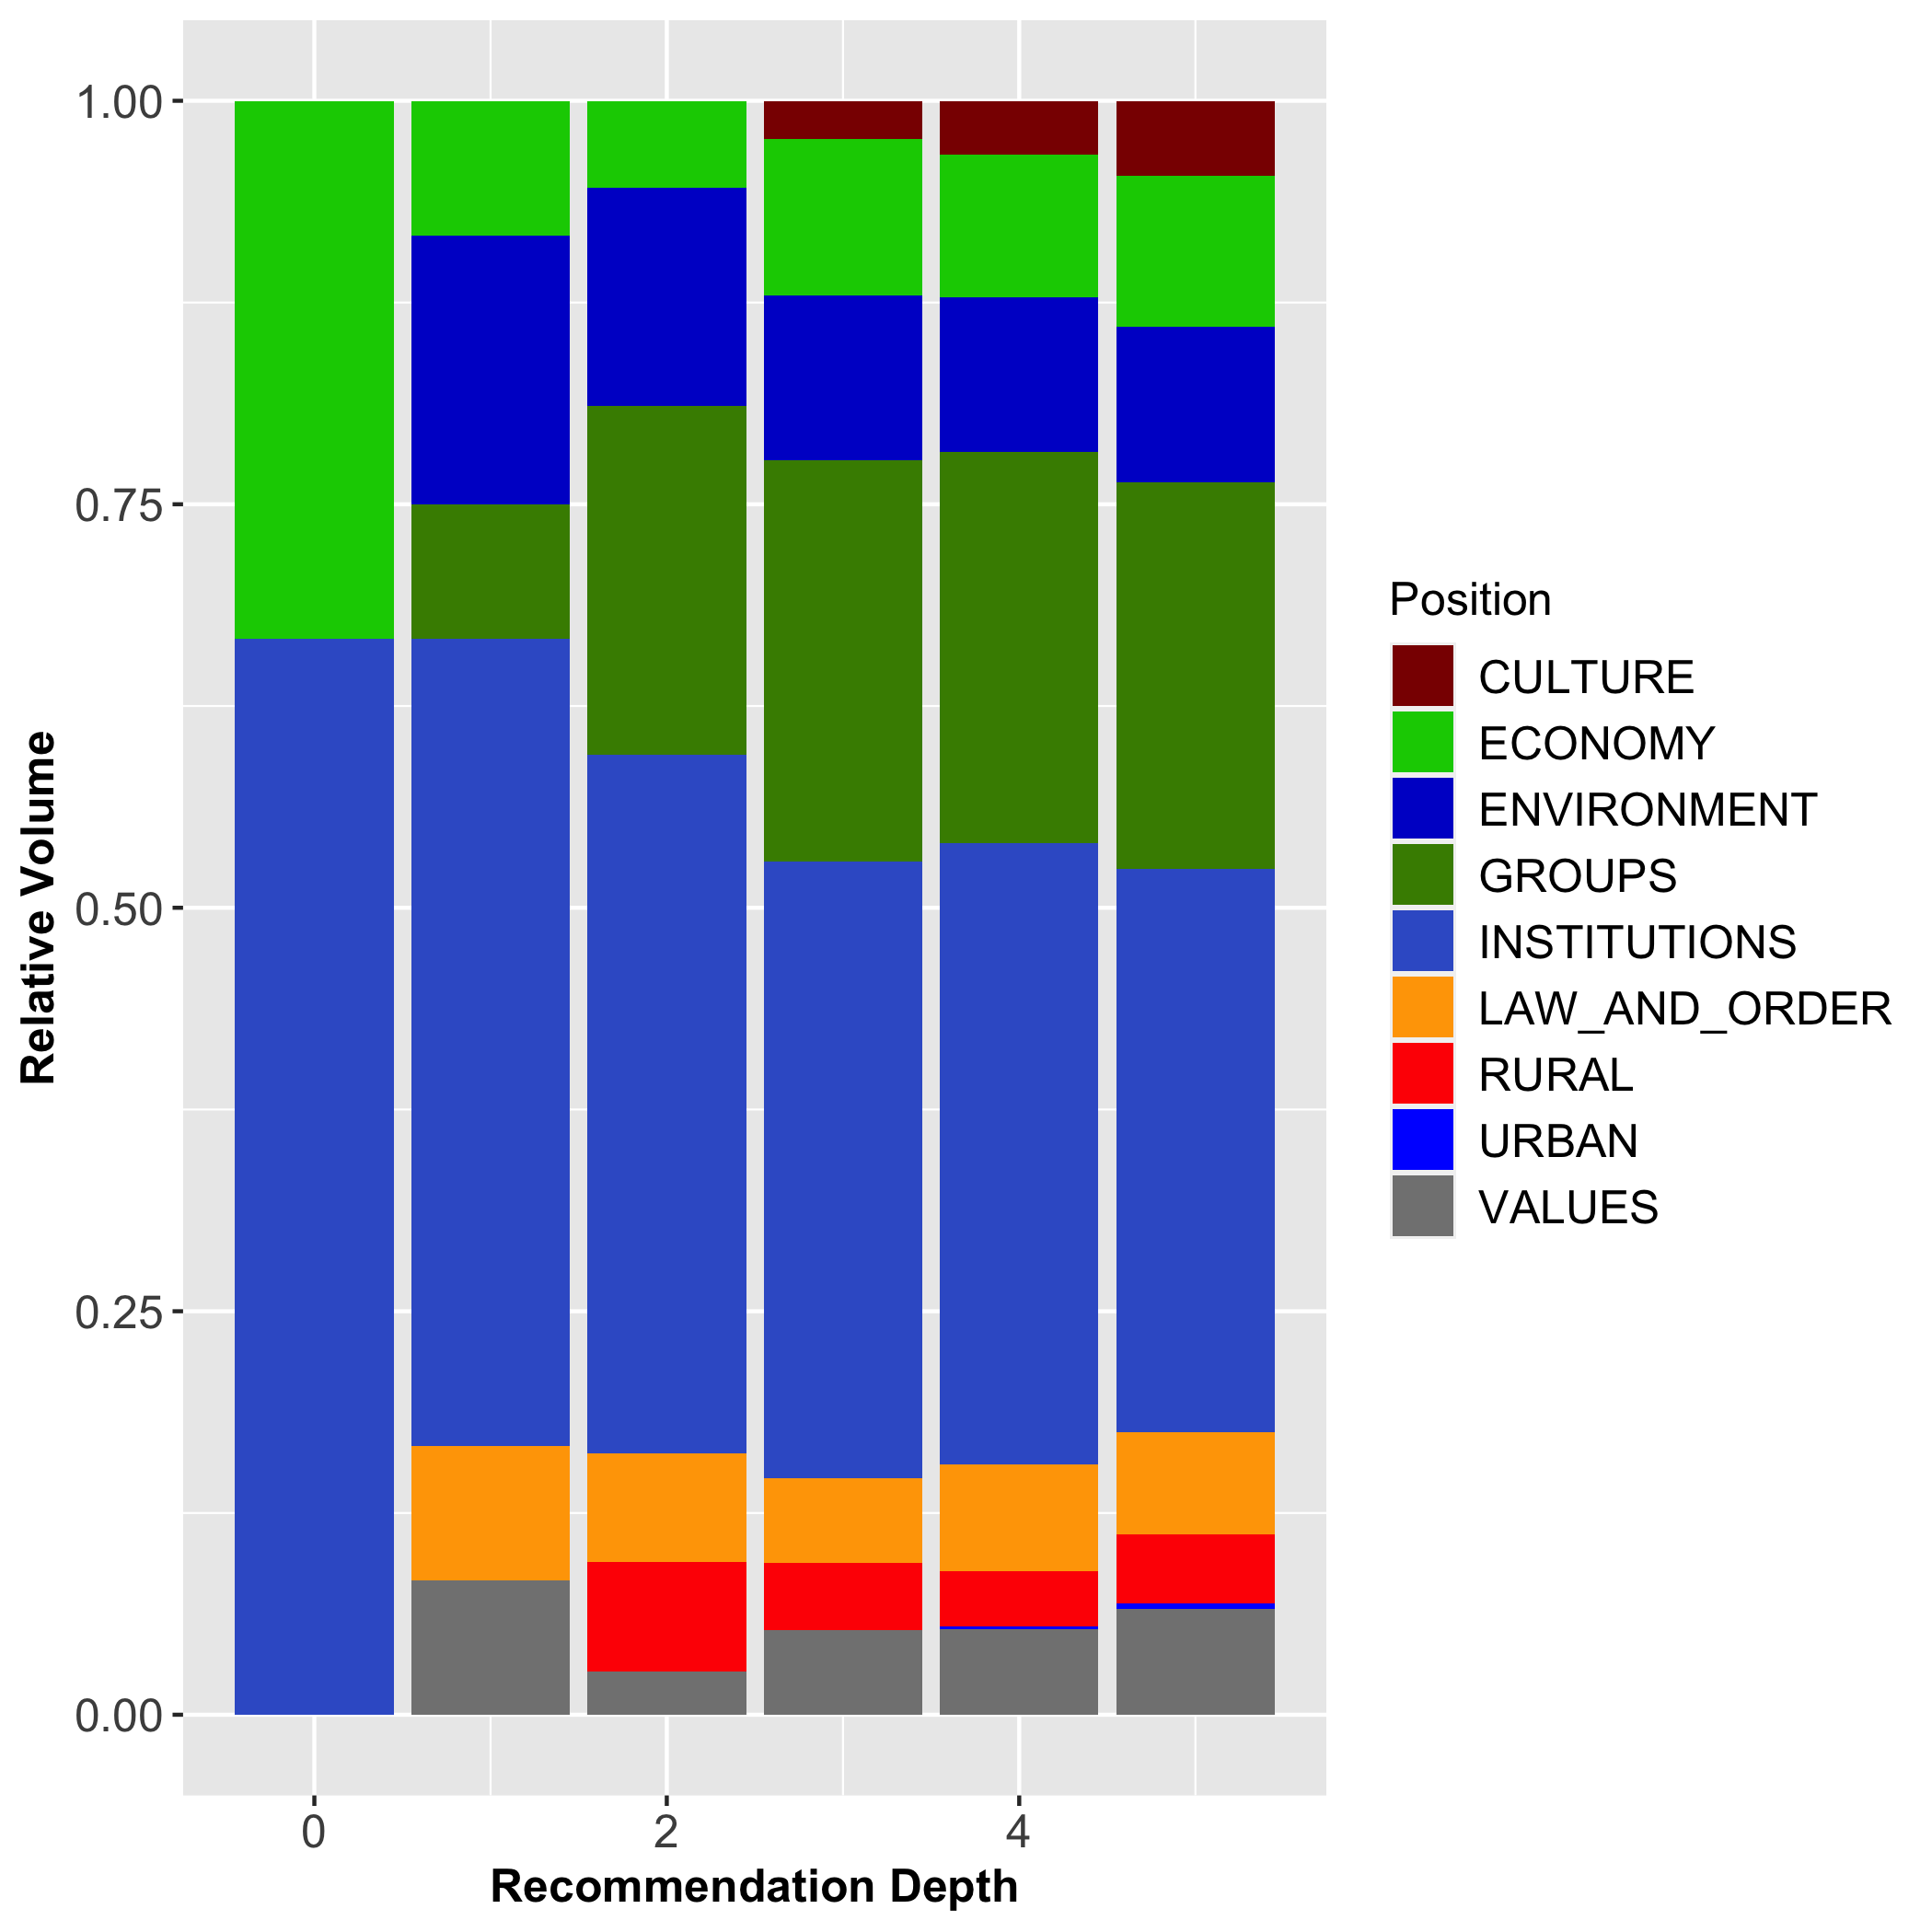 1.00
0.75
0.50
0.25
0.00
Relative Volume
0
2
4
Recommendation Depth
Position
CULTURE
ECONOMY
ENVIRONMENT
GROUPS
INSTITUTIONS
LAW_AND_ORDER
RURAL
URBAN
VALUES